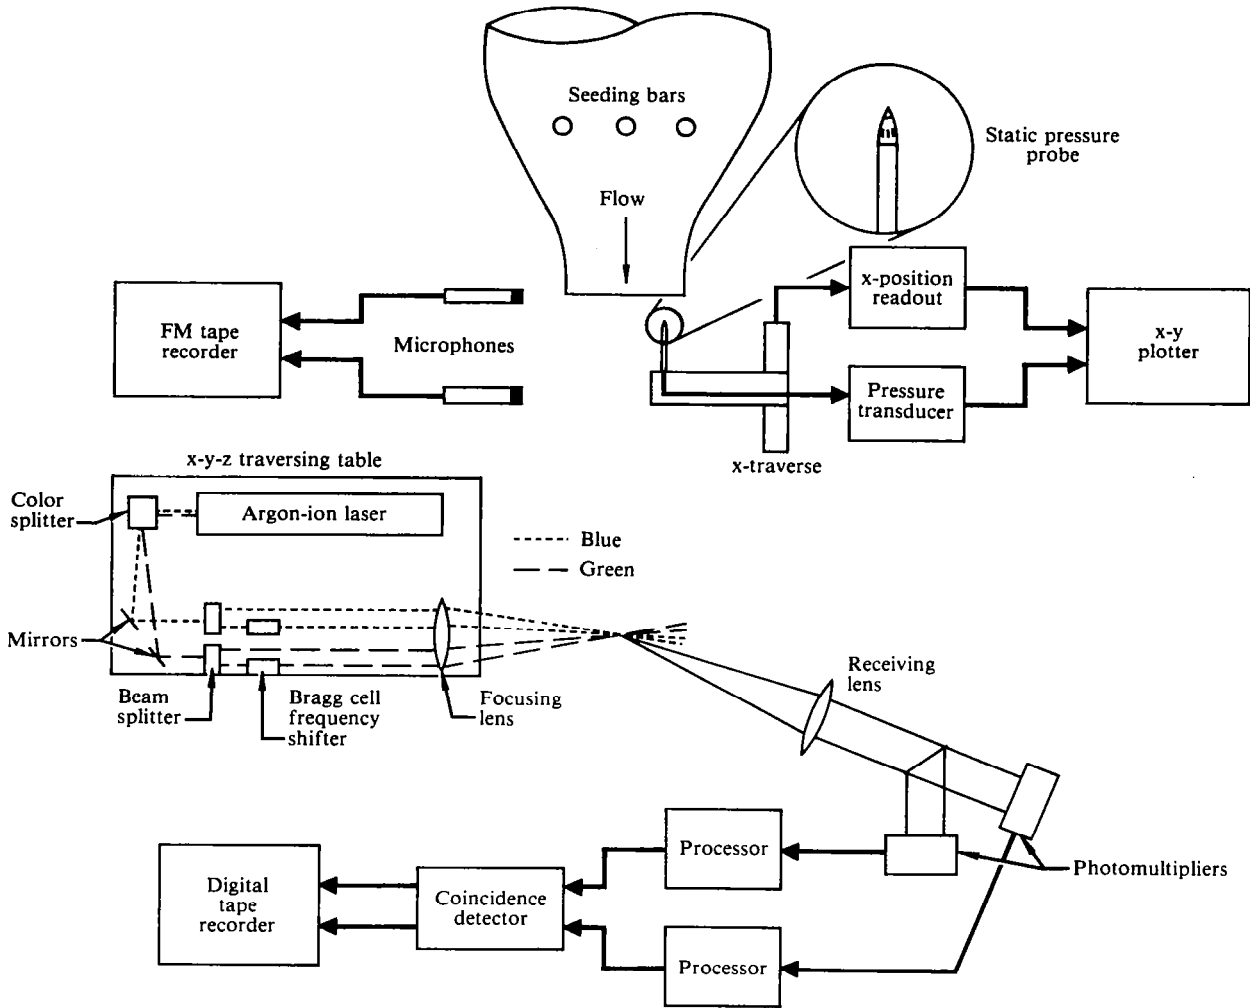 Seeding bars
Static pressure
probe
Flow
x-position
readout
FM tape
recorder
Microphones
x-y
plotter
Pressure
transducer
x-traverse
x-y-z traversing table
Color
splitter
Argon-ion laser
Blue
Green
Mirrors
Beam
splitter
Bragg cell
frequency
shifter
Focusing
lens
Receiving
lens
Processor
Photomultipliers
Digital
tape
recorder
Coincidence
detector
Processor